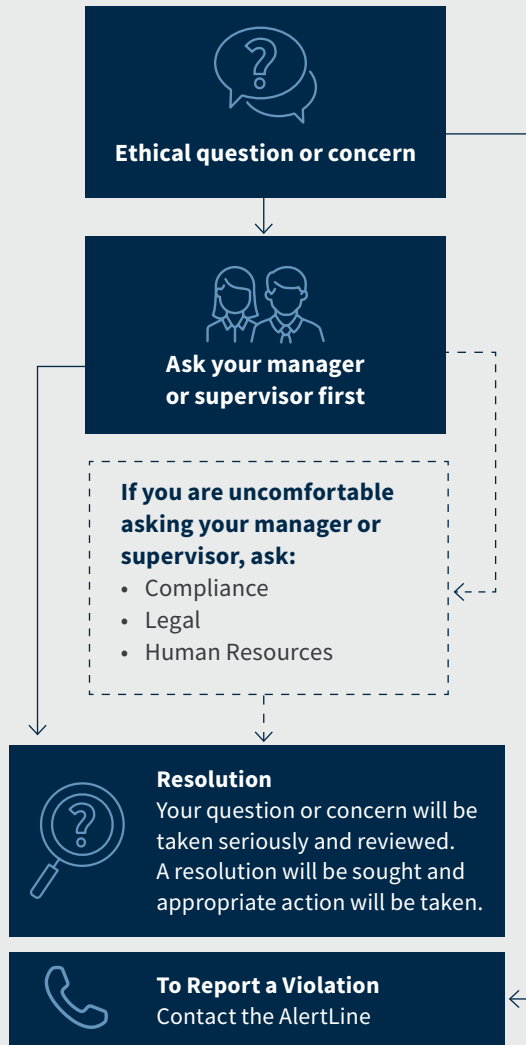 Ethical question or concern
Ask your manager
or supervisor first
If you are uncomfortable
asking your manager or
supervisor, ask:
• Compliance
• Legal
• Human Resources
Resolution
Your question or concern will be
taken seriously and reviewed.
A resolution will be sought and
appropriate action will be taken.
To Report a Violation
Contact the AlertLine